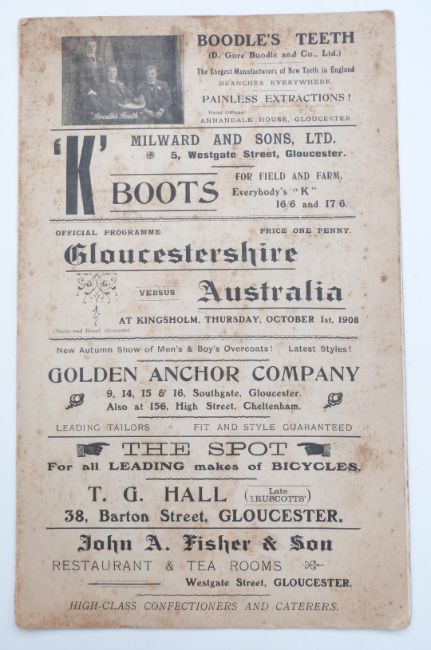 BOODLE'S TEETH
(D. Gore Boodle and Co., Ltd.)
The Largest Manufacturers of New Teeth in England
BRANCHES EVERYWHERE.
PAINLESS EXTRACTIONS!
Head Offices:
ANNANDALE HOUSE, GLOUCESTER.
"Boodle's Teeth"
'K' BOOTS
MILWARD AND SONS, LTD.
5, Westgate Street, Gloucester.
FOR FIELD AND FARM,
Everybody's "K"
16/6 and 17/6.
OFFICIAL PROGRAMME. PRICE ONE PENNY.
Gloucestershire
VERSUS Australia
AT KINGSHOLM, THURSDAY, OCTOBER 1st, 1908
Gloucester.
New Autumn Show of Men's & Boy's Overcoats! Latest Styles!
GOLDEN ANCHOR COMPANY
9, 14, 15 & 16, Southgate, Gloucester.
Also at 156, High Street, Cheltenham.
LEADING TAILORS - FIT AND STYLE GUARANTEED
THE SPOT
For all LEADING makes of BICYCLES.
T. G. HALL (Late TRUSCOTTS')
38, Barton Street, GLOUCESTER.
John A. Fisher & Son
RESTAURANT & TEA ROOMS
Westgate Street, GLOUCESTER.
HIGH-CLASS CONFECTIONERS AND CATERERS.